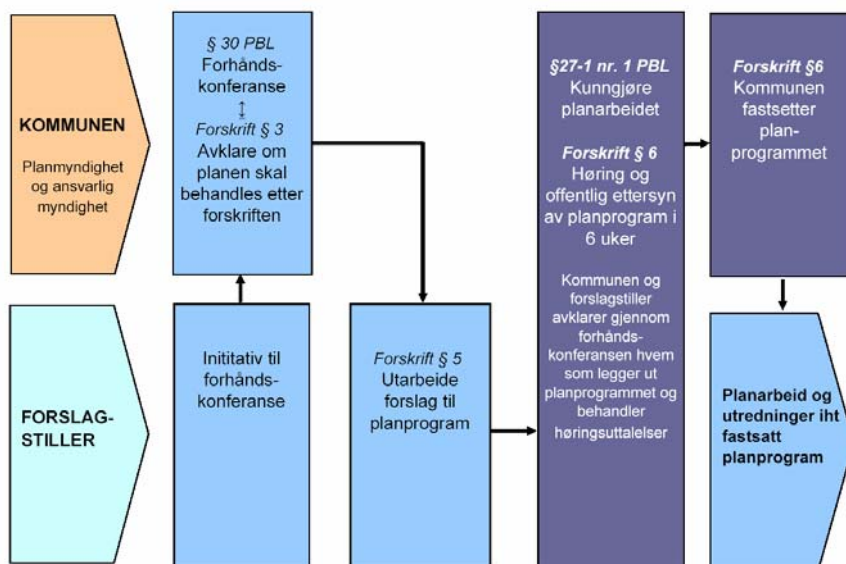 KOMMUNEN
Planmyndighet
og ansvarlig
myndighet
§ 30 PBL
Forhånds-
konferanse
↕
Forskrift § 3
Avklare om
planen skal
behandles etter
forskriften
§27-1 nr. 1 PBL
Kunngjøre
planarbeidet
Forskrift § 6
Høring og
offentlig ettersyn
av planprogram i
6 uker
Kommunen og
forslagstiller
avklarer gjennom
forhånds-
konferansen hvem
som legger ut
planprogrammet og
behandler
høringsuttalelser
Forskrift §6
Kommunen
fastsetter
plan-
programmet
FORSLAG-
STILLER
Inititativ til
forhånds-
konferanse
Forskrift § 5
Utarbeide
forslag til
planprogram
Planarbeid og
utredninger iht
fastsatt
planprogram